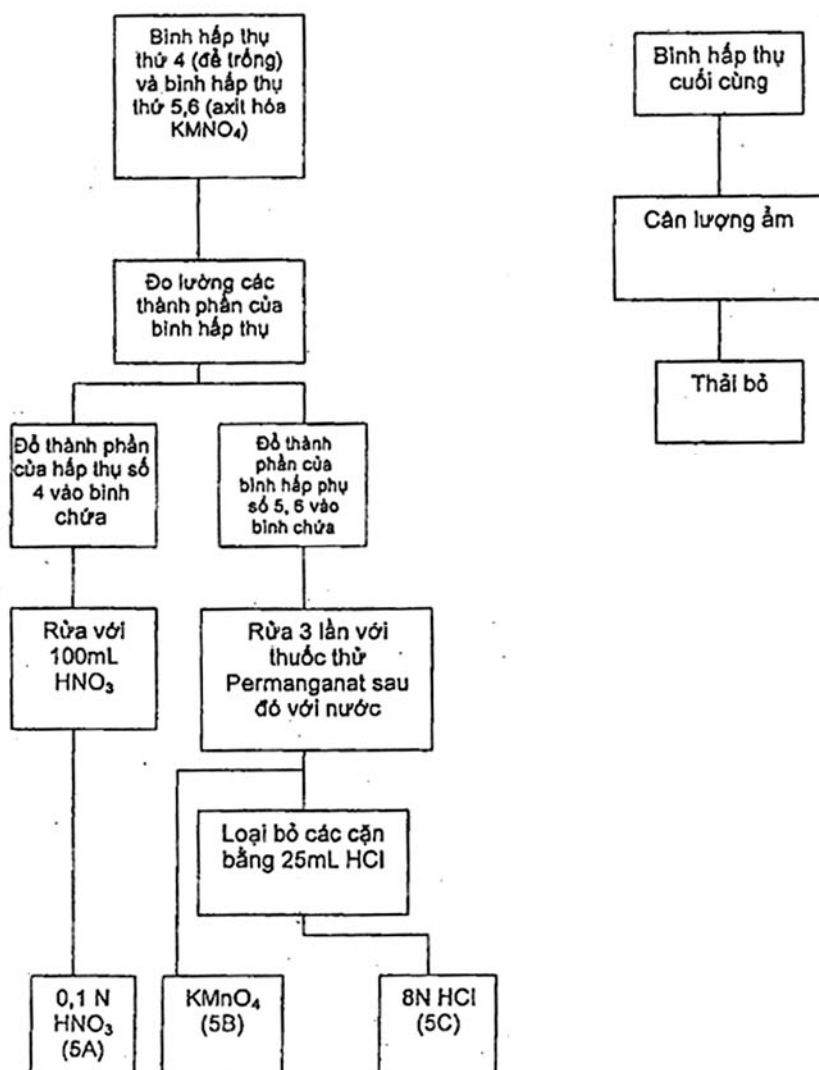 Bình hấp thụ
thứ 4 (để trống)
và bình hấp thụ
thứ 5,6 (axit hóa
KMNO₄)
Đo lường các
thành phần của
bình hấp thụ
Đổ thành phần
của hấp thụ số
4 vào bình
chứa
Đổ thành
phần của
bình hấp phụ
số 5, 6 vào
bình chứa
Rửa với
100mL
HNO₃
Rửa 3 lần với
thuốc thử
Permanganat sau
đó với nước
Loại bỏ các cặn
bằng 25mL HCl
0,1 N
HNO₃
(5A)
KMnO₄
(5B)
8N HCl
(5C)
Bình hấp thụ
cuối cùng
Cân lượng ẩm
Thải bỏ